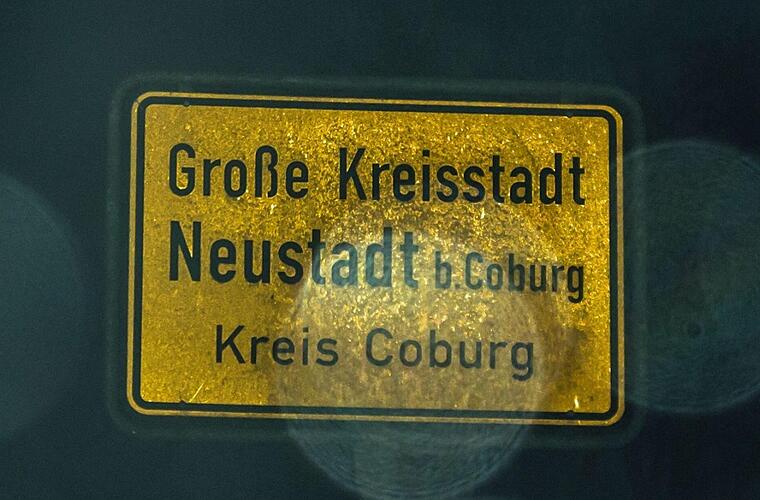 Große Kreisstadt
Neustadt b.Coburg
Kreis Coburg